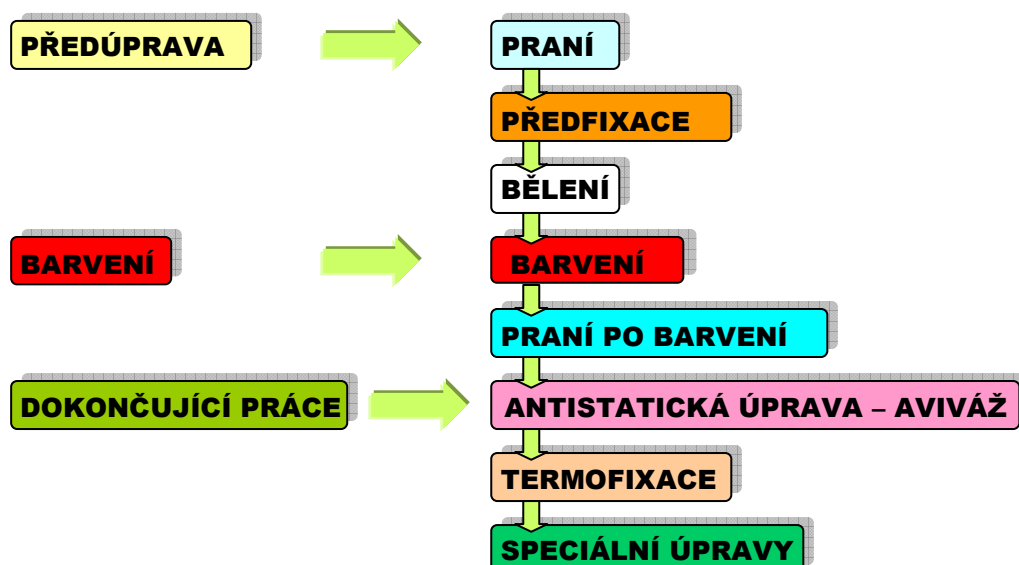 PŘEDÚPRAVA
PRANÍ
PŘEDFIXACE
BĚLENÍ
BARVENÍ
BARVENÍ
PRANÍ PO BARVENÍ
DOKONČUJÍCÍ PRÁCE
ANTISTATICKÁ ÚPRAVA – AVIVÁŽ
TERMOFIXACE
SPECIÁLNÍ ÚPRAVY